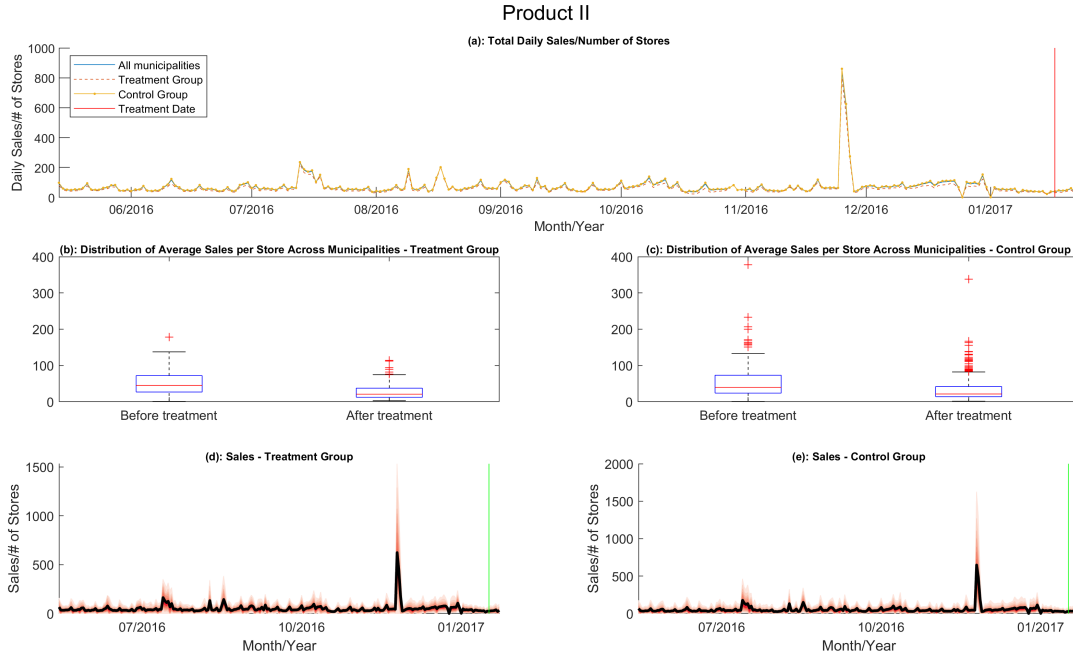 Product II
(a): Total Daily Sales/Number of Stores
Daily Sales/# of Stores
1000
800
600
400
200
0
All municipalities
Treatment Group
Control Group
Treatment Date
06/2016 07/2016 08/2016 09/2016 10/2016 11/2016 12/2016 01/2017
Month/Year
(b): Distribution of Average Sales per Store Across Municipalities - Treatment Group
400
300
200
100
0
Before treatment After treatment
(c): Distribution of Average Sales per Store Across Municipalities - Control Group
400
300
200
100
0
Before treatment After treatment
(d): Sales - Treatment Group
Sales/# of Stores
1500
1000
500
0
07/2016 10/2016 01/2017
Month/Year
(e): Sales - Control Group
Sales/# of Stores
2000
1500
1000
500
0
07/2016 10/2016 01/2017
Month/Year